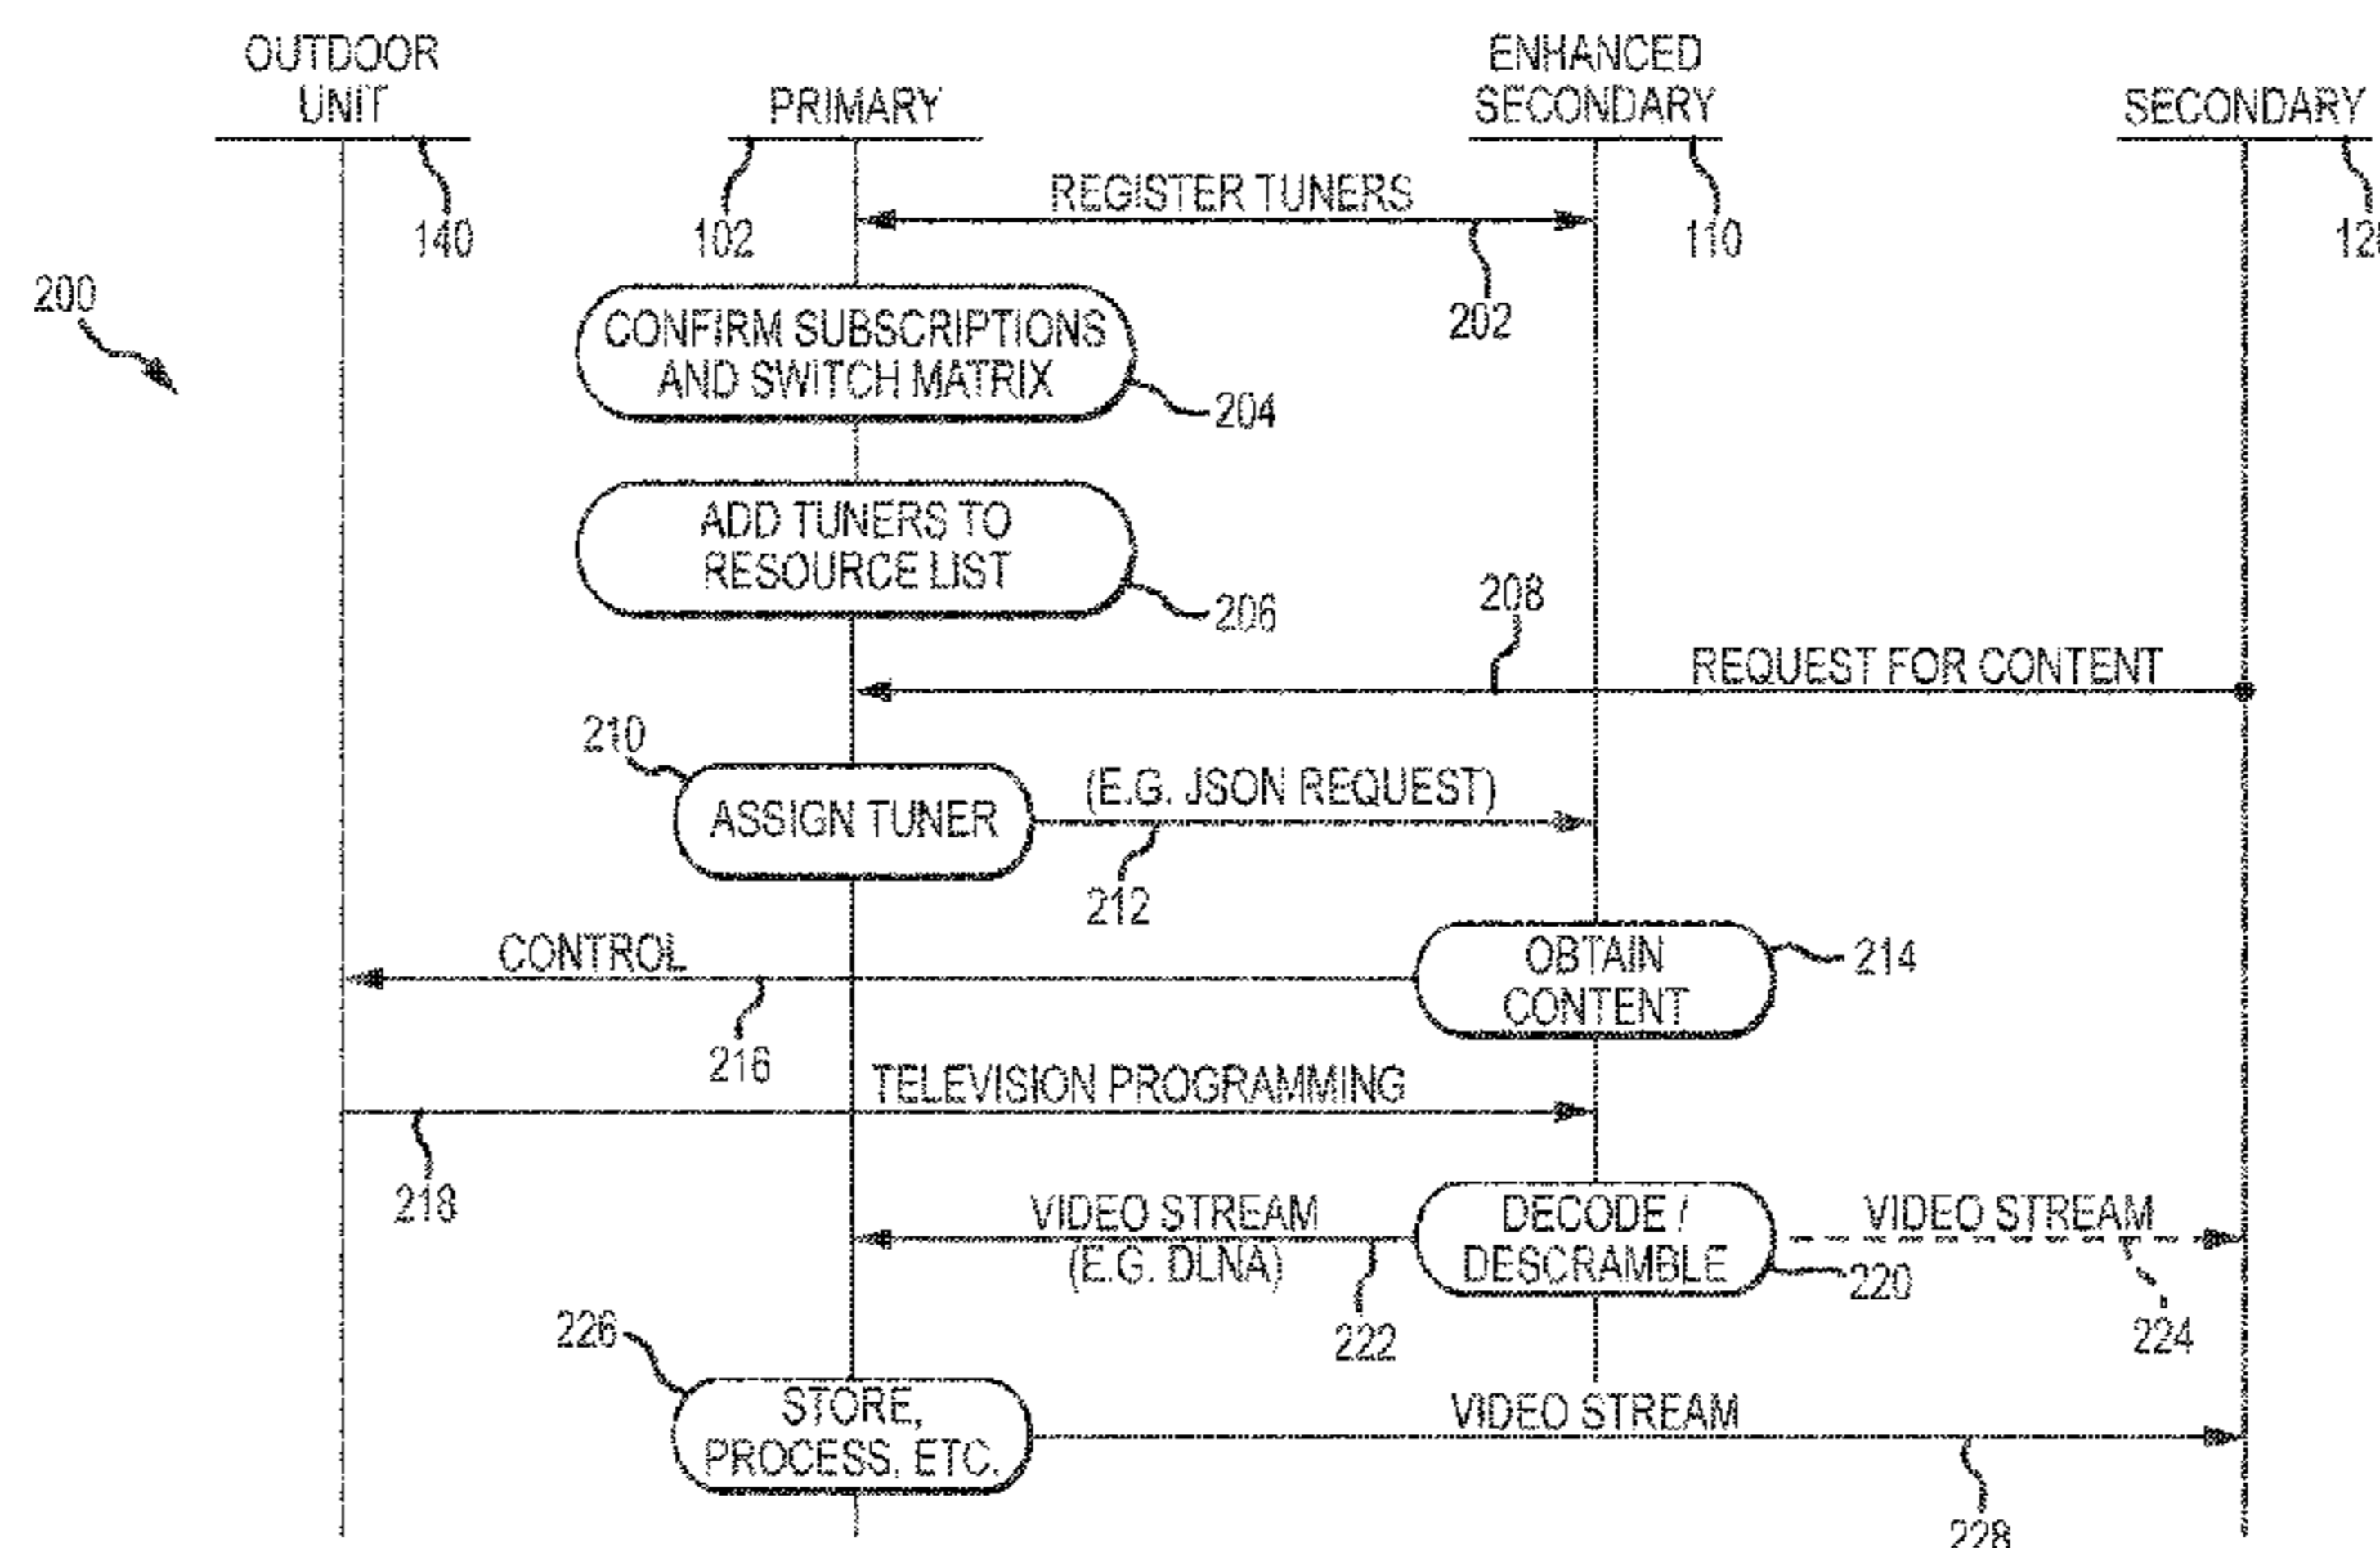 OUTDOOR
UNIT
PRIMARY
ENHANCED
SECONDARY
SECONDARY
140
102
REGISTER TUNERS
110
200
202
CONFIRM SUBSCRIPTIONS
AND SWITCH MATRIX
204
ADD TUNERS TO
RESOURCE LIST
206
208
REQUEST FOR CONTENT
210
ASSIGN TUNER
(E.G. JSON REQUEST)
212
CONTROL
OBTAIN
CONTENT
214
216
TELEVISION PROGRAMMING
218
VIDEO STREAM
(E.G. DLNA)
DECODE /
DESCRAMBLE
VIDEO STREAM
220
222
224
226
STORE,
PROCESS, ETC.
VIDEO STREAM
228